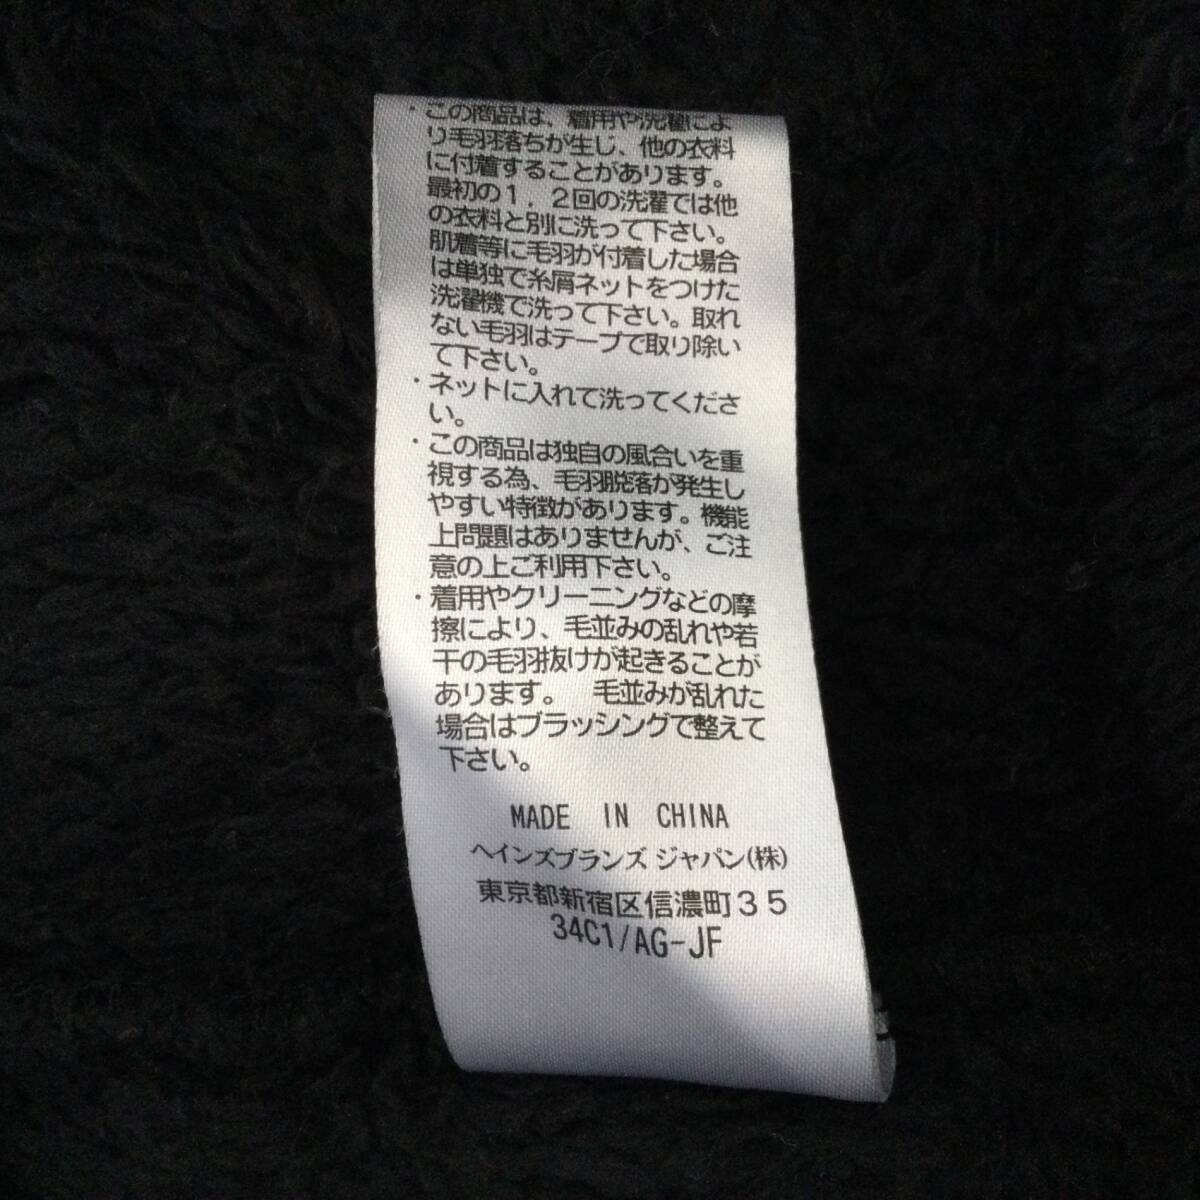 ・この商品は、着用や洗濯によ
り毛羽落ちが生じ、他の衣料
に付着することがあります。
最初の1．2回の洗濯では他
の衣料と別に洗って下さい。
肌着等に毛羽が付着した場合
は単独で糸屑ネットをつけた
洗濯機で洗って下さい。取れ
ない毛羽はテープで取り除い
て下さい。
・ネットに入れて洗ってくださ
い。
・この商品は独自の風合いを重
視する為、毛羽脱落が発生し
やすい特徴があります。機能
上問題はありませんが、ご注
意の上ご利用下さい。
・着用やクリーニングなどの摩
擦により、毛並みの乱れや若
干の毛羽抜けが起きることが
あります。　毛並みが乱れた
場合はブラッシングで整えて
下さい。
MADE IN CHINA
ヘインズブランズ ジャパン(株)
東京都新宿区信濃町３５
34C1/AG-JF